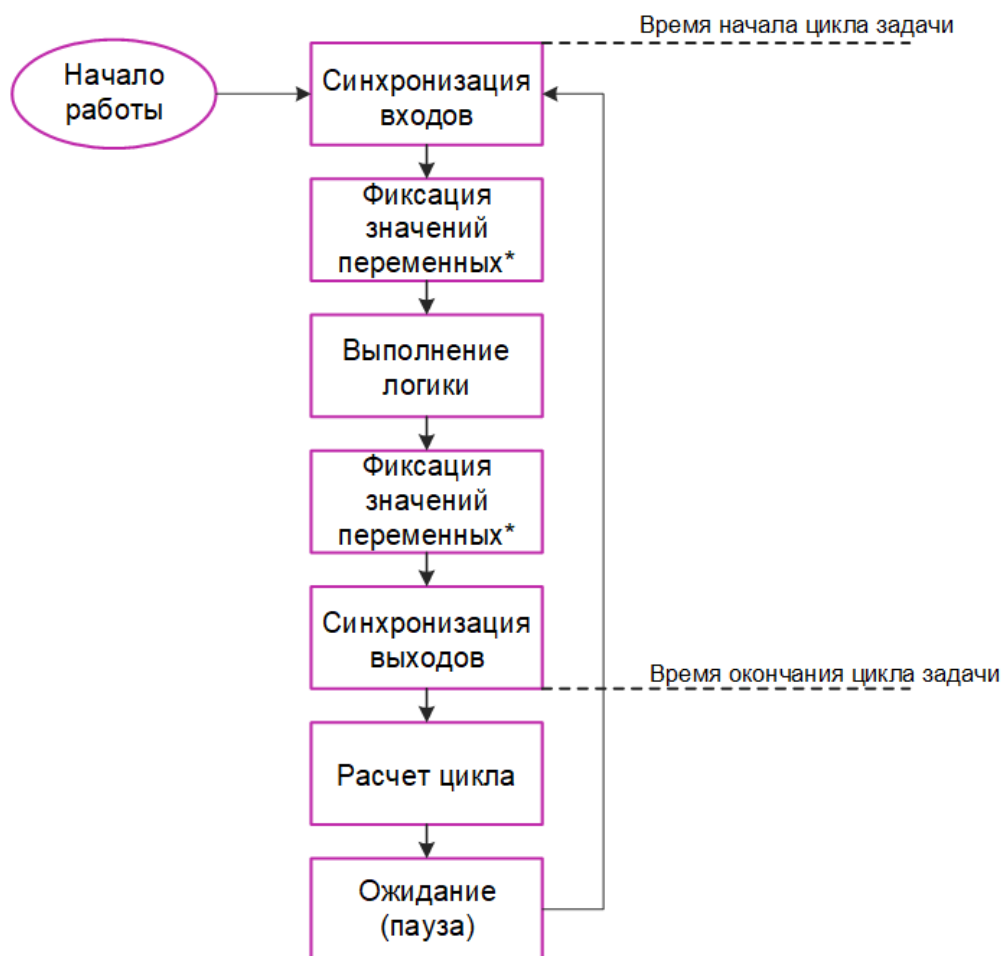 Время начала цикла задачи
Начало
работы
Синхронизация
входов
Фиксация
значений
переменных*
Выполнение
логики
Фиксация
значений
переменных*
Синхронизация
выходов
Время окончания цикла задачи
Расчет цикла
Ожидание
(пауза)